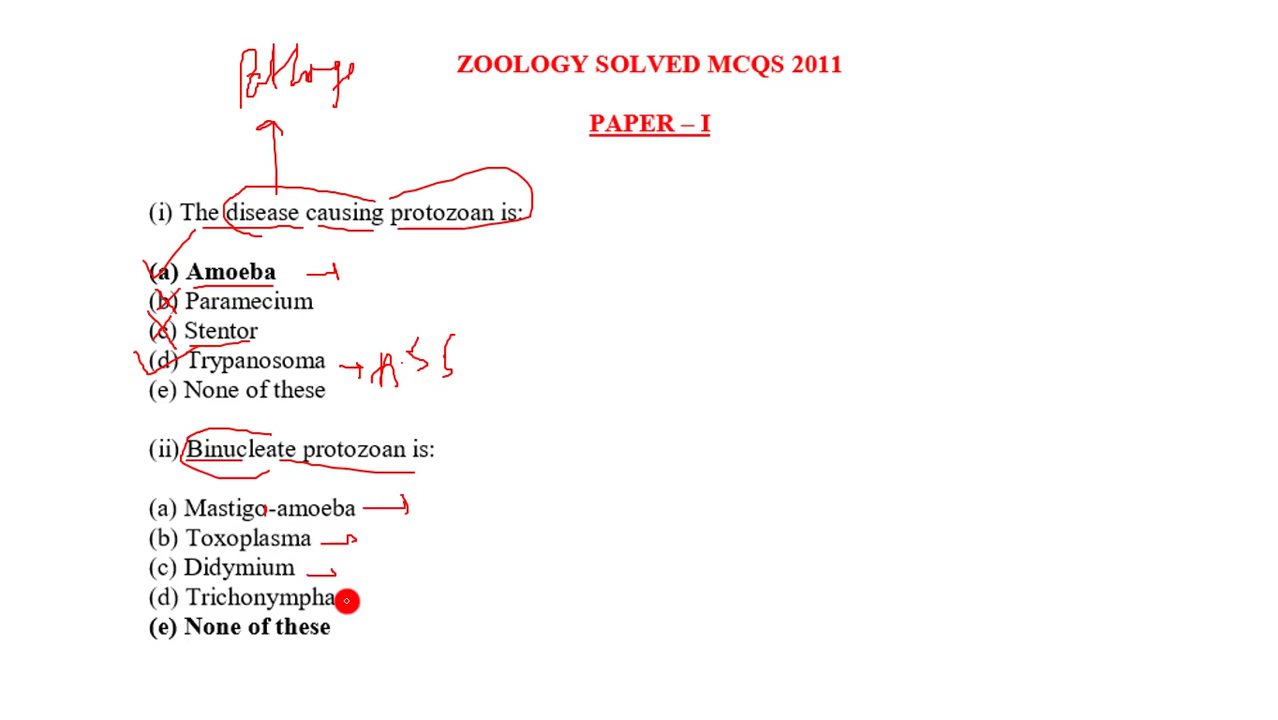 ZOOLOGY SOLVED MCQS 2011
PAPER – I
(i) The disease causing protozoan is:
(a) Amoeba
(b) Paramecium
(c) Stentor
(d) Trypanosoma
(e) None of these
(ii) Binucleate protozoan is:
(a) Mastigo-amoeba
(b) Toxoplasma
(c) Didymium
(d) Trichonympha
(e) None of these